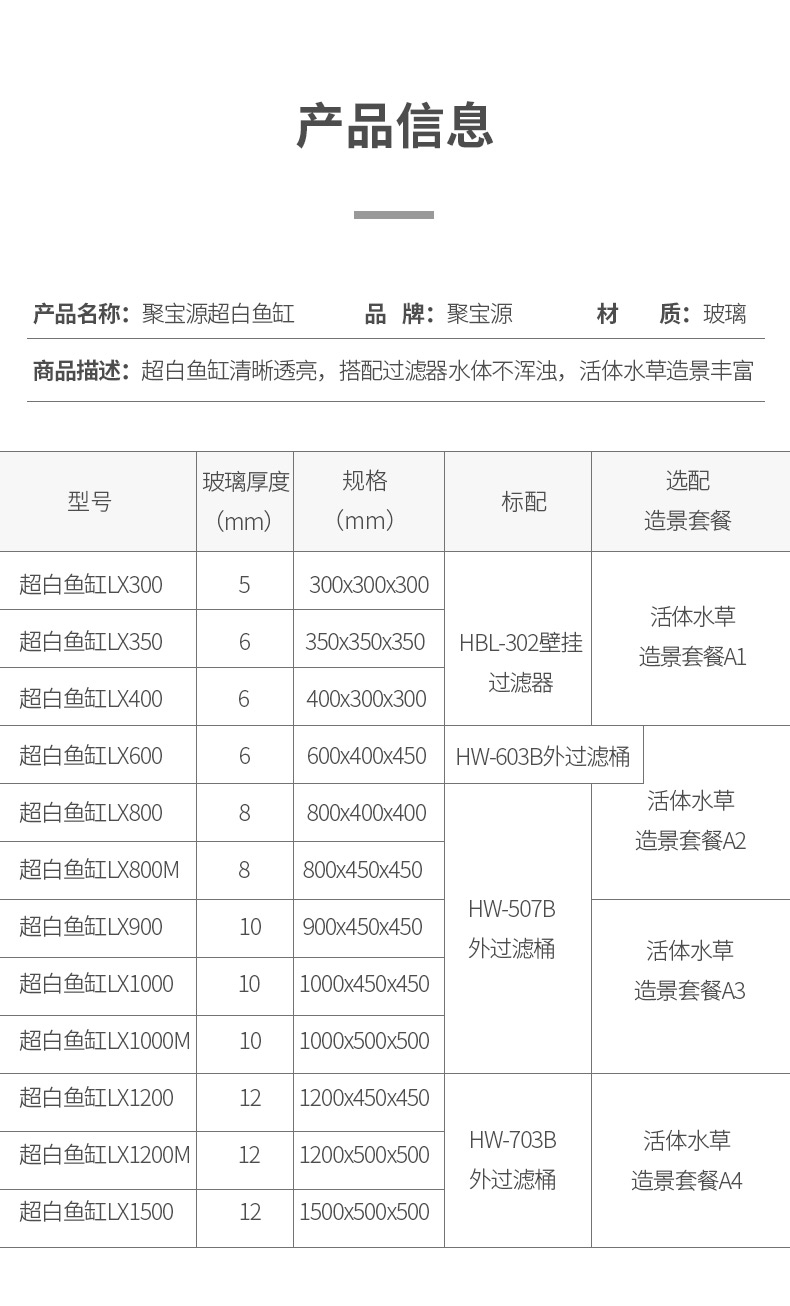 产品信息
产品名称：聚宝源超白鱼缸 品 牌：聚宝源 材 质：玻璃
商品描述：超白鱼缸清晰透亮，搭配过滤器水体不浑浊，活体水草造景丰富
型号 玻璃厚度（mm） 规格（mm） 标配 选配造景套餐
超白鱼缸LX300 5 300x300x300
超白鱼缸LX350 6 350x350x350
超白鱼缸LX400 6 400x300x300
HBL-302壁挂
过滤器
活体水草
造景套餐A1
超白鱼缸LX600 6 600x400x450 HW-603B外过滤桶
超白鱼缸LX800 8 800x400x400
超白鱼缸LX800M 8 800x450x450
活体水草
造景套餐A2
超白鱼缸LX900 10 900x450x450
超白鱼缸LX1000 10 1000x450x450
超白鱼缸LX1000M 10 1000x500x500
HW-507B
外过滤桶
活体水草
造景套餐A3
超白鱼缸LX1200 12 1200x450x450
超白鱼缸LX1200M 12 1200x500x500
超白鱼缸LX1500 12 1500x500x500
HW-703B
外过滤桶
活体水草
造景套餐A4